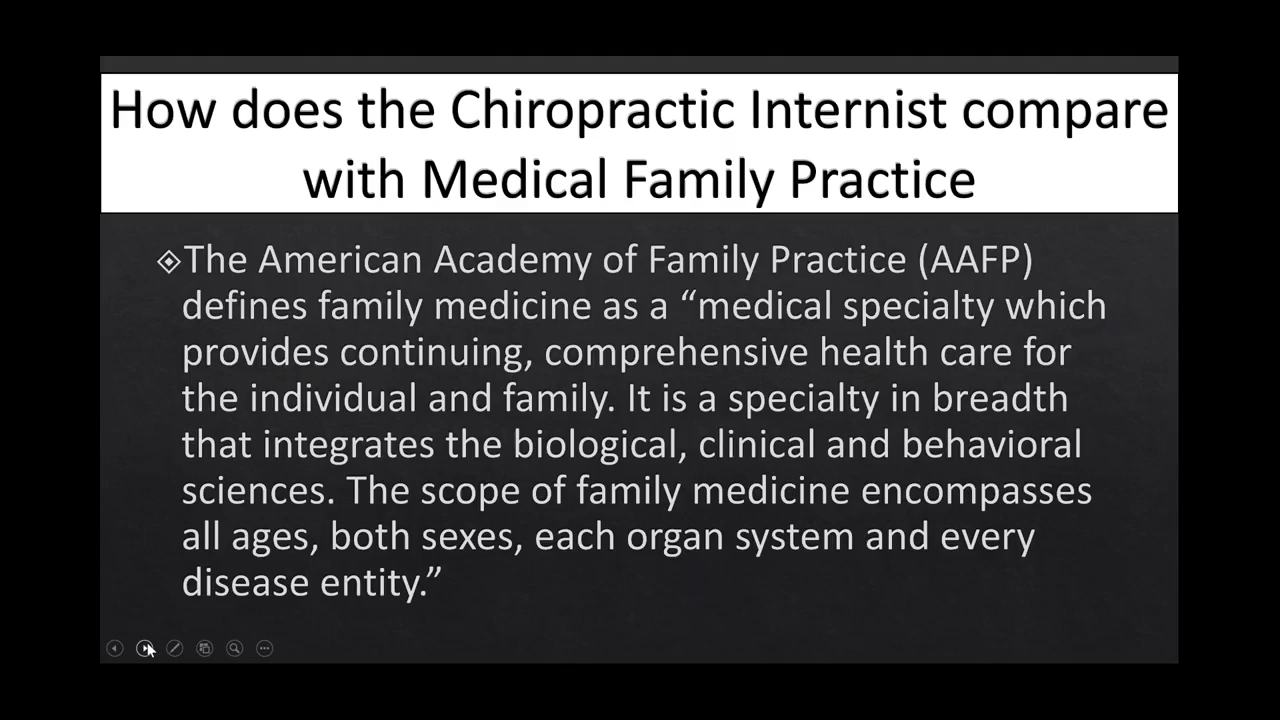 How does the Chiropractic Internist compare
with Medical Family Practice
The American Academy of Family Practice (AAFP)
defines family medicine as a “medical specialty which
provides continuing, comprehensive health care for
the individual and family. It is a specialty in breadth
that integrates the biological, clinical and behavioral
sciences. The scope of family medicine encompasses
all ages, both sexes, each organ system and every
disease entity.”